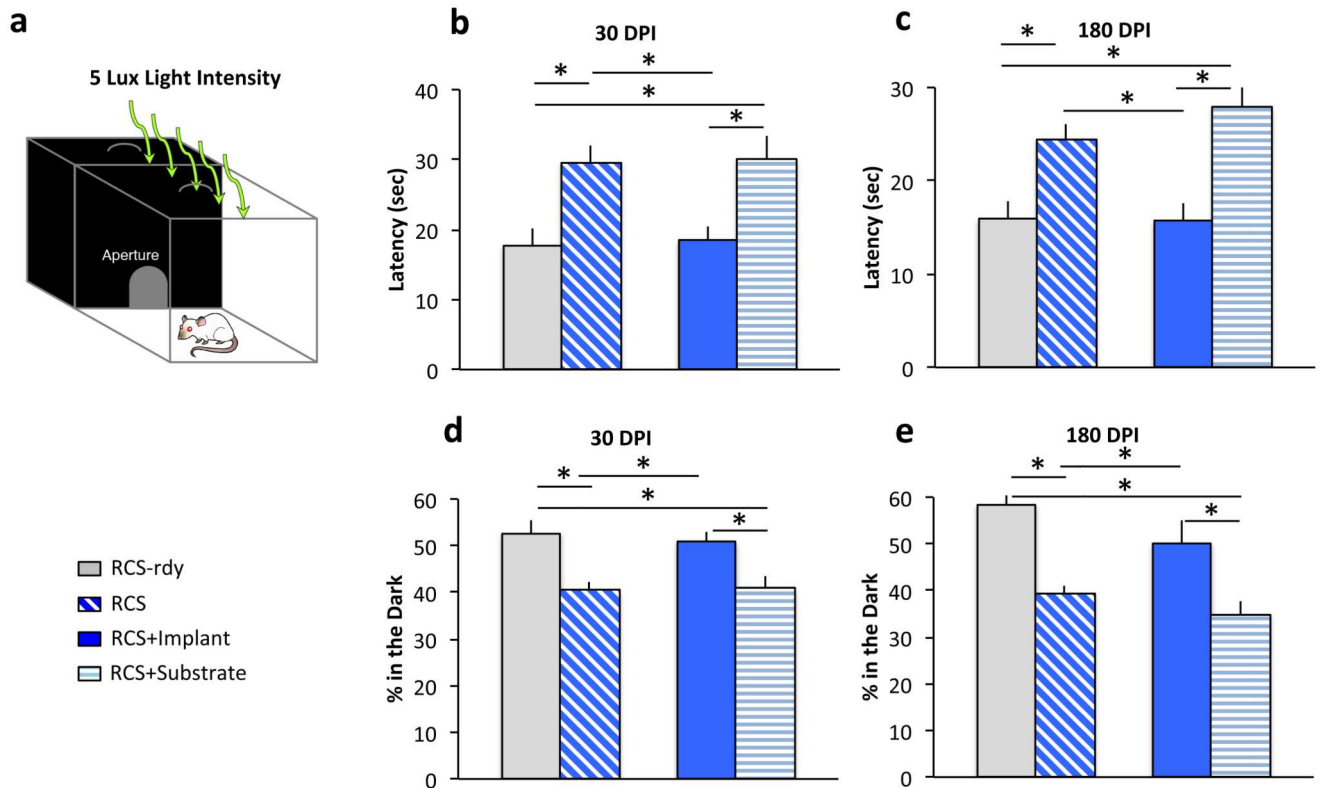 a
5 Lux Light Intensity
Aperture
b
30 DPI
*
*
*
*
Latency (sec)
40
30
20
10
0
c
180 DPI
*
*
*
*
Latency (sec)
30
20
10
0
RCS-rdy
RCS
RCS+Implant
RCS+Substrate
d
30 DPI
*
*
*
*
% in the Dark
60
50
40
30
20
10
0
e
180 DPI
*
*
*
*
% in the Dark
60
50
40
30
20
10
0